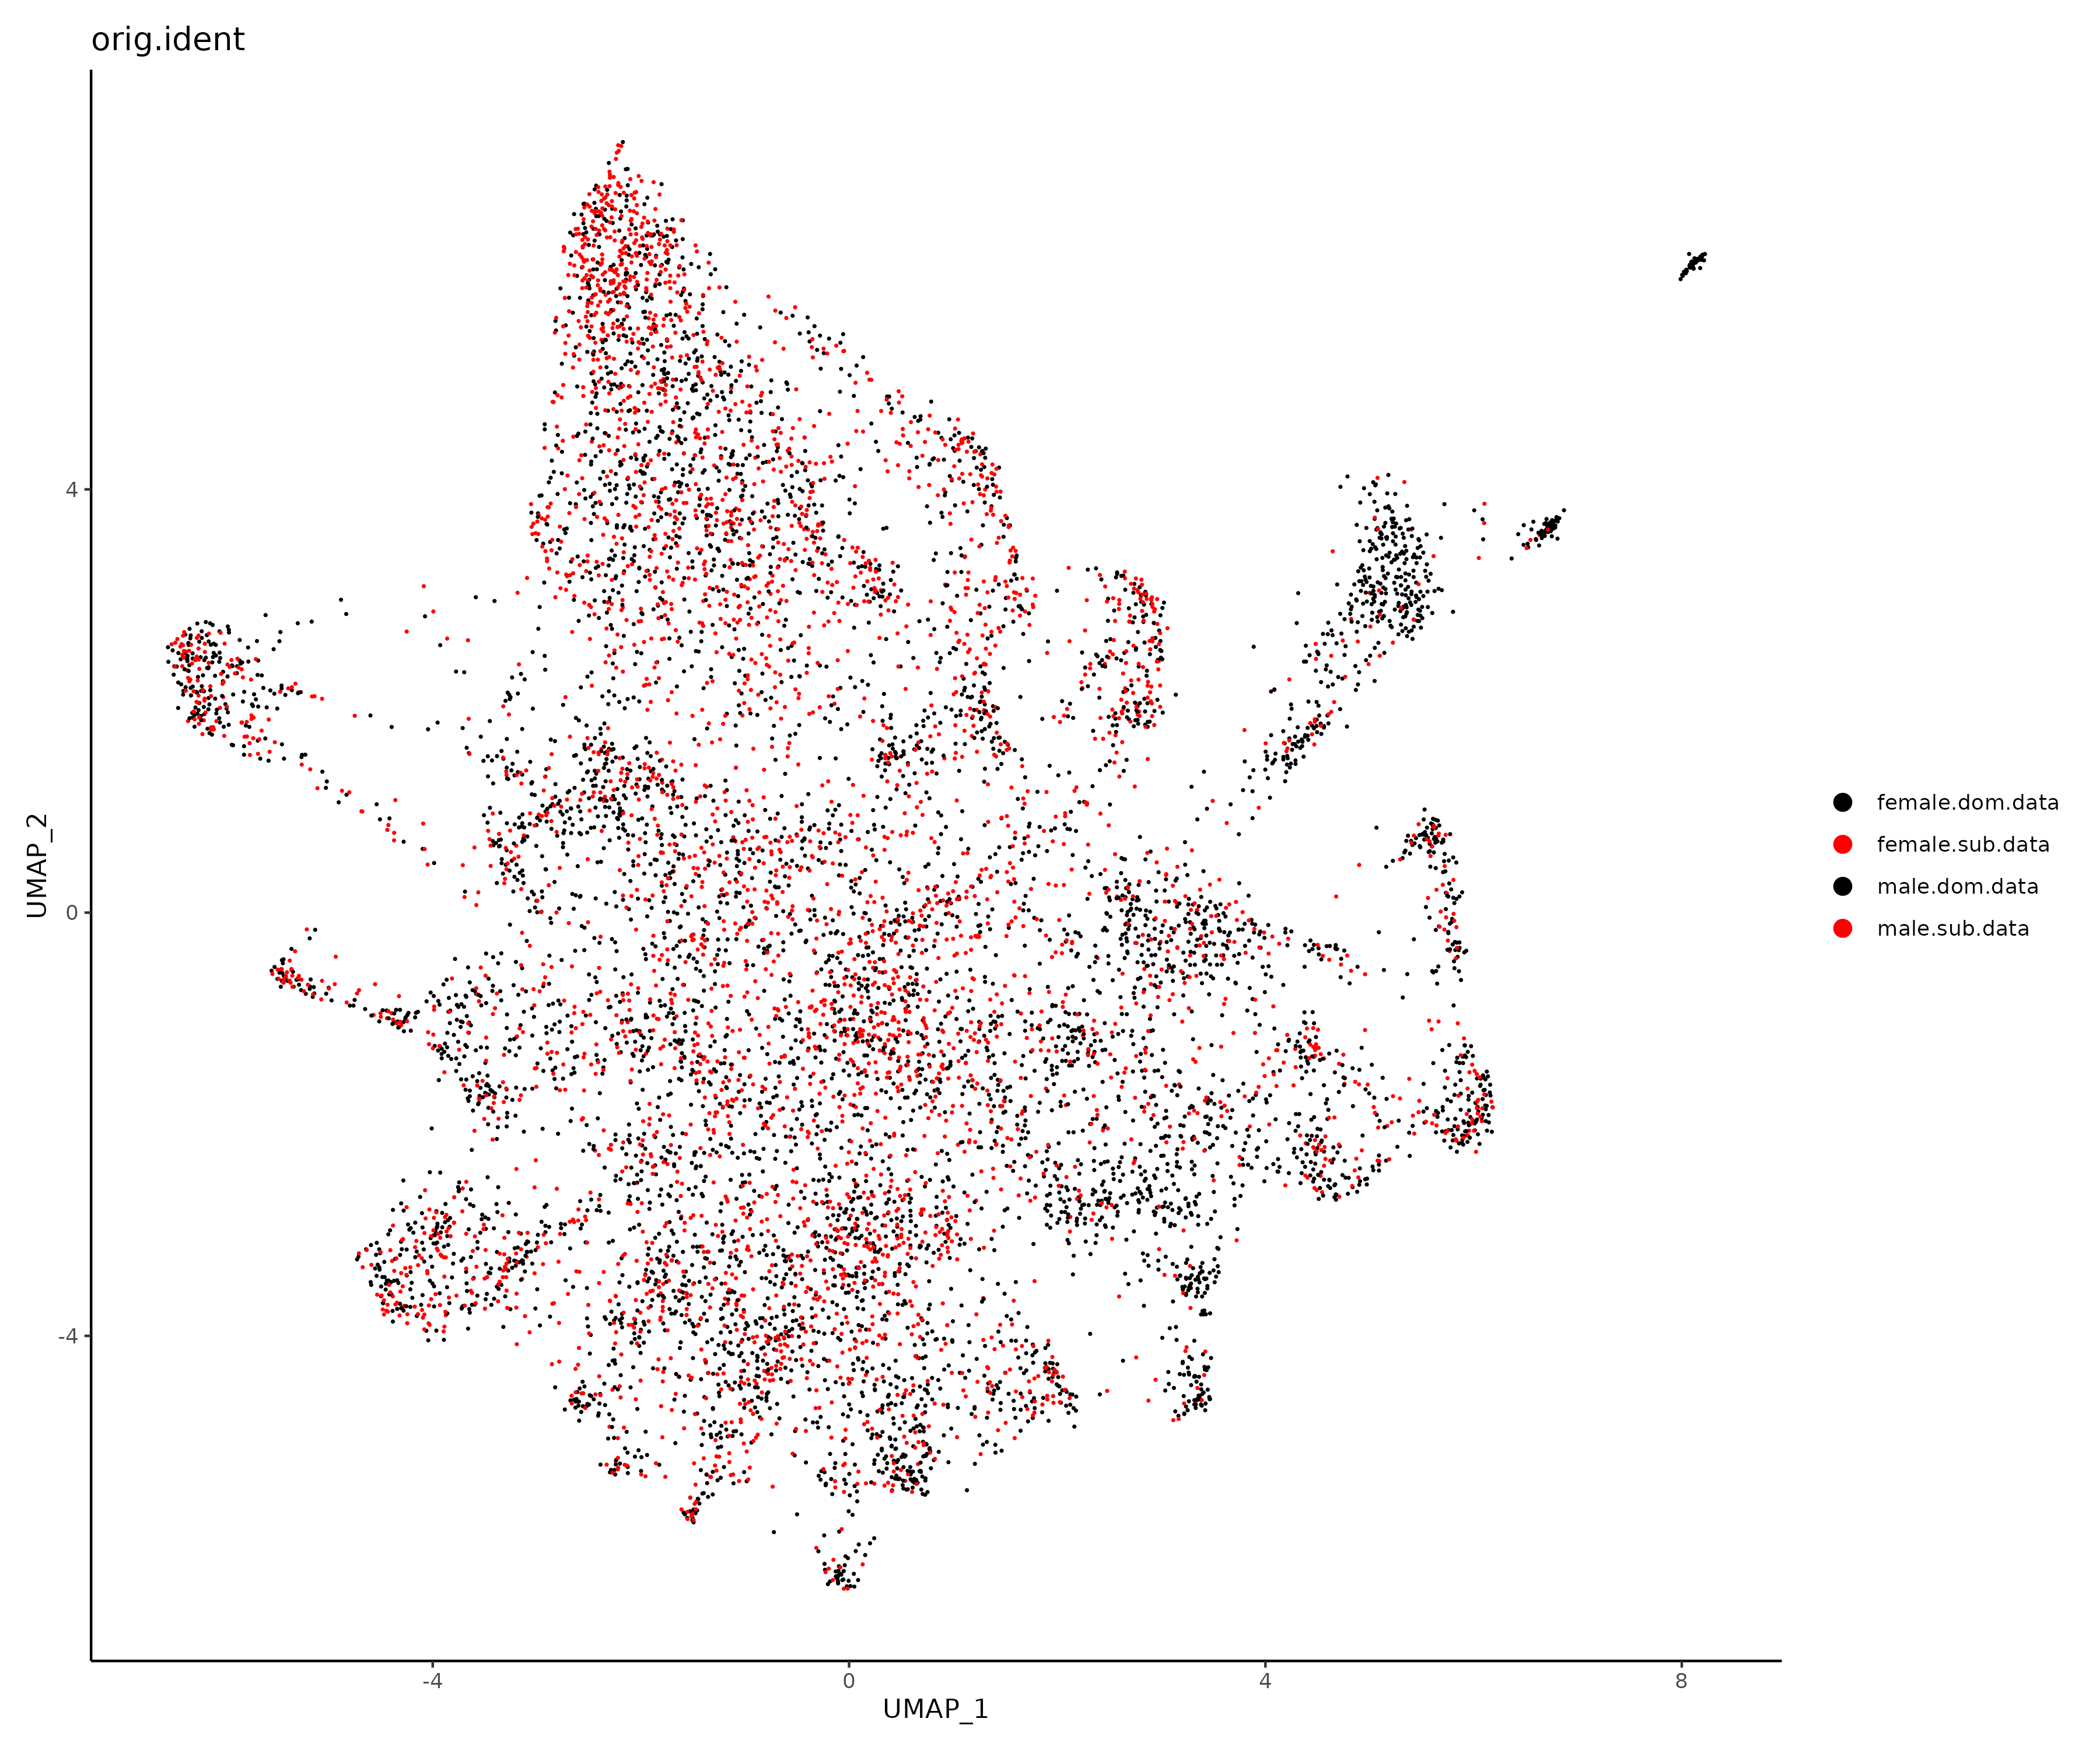 orig.ident
UMAP_2
4
0
-4
-4
0
4
8
UMAP_1
female.dom.data
female.sub.data
male.dom.data
male.sub.data